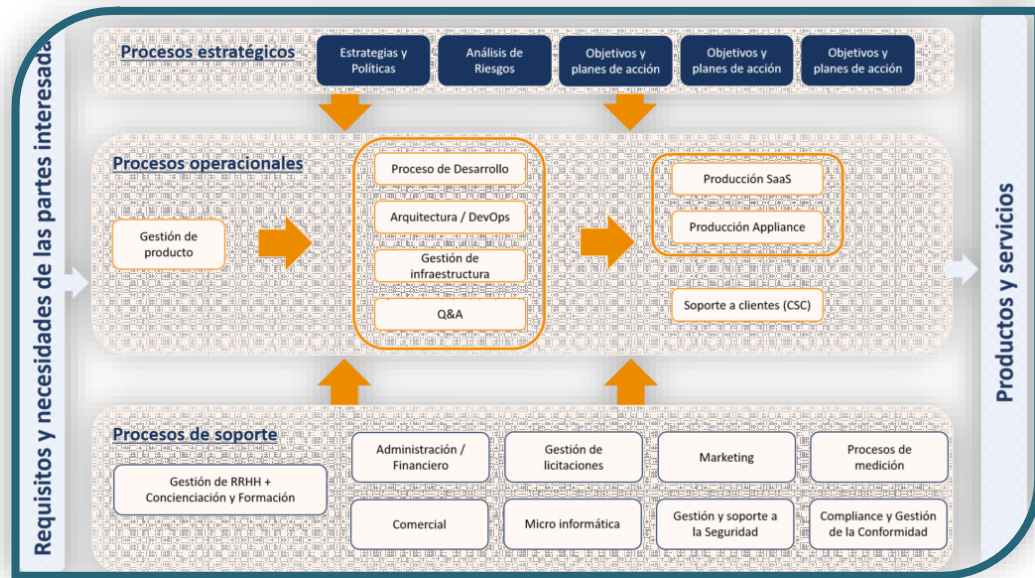 Requisitos y necesidades de las partes interesadas
Procesos estratégicos
Estrategias y
Políticas
Análisis de
Riesgos
Objetivos y
planes de acción
Objetivos y
planes de acción
Objetivos y
planes de acción
Procesos operacionales
Gestión de
producto
Proceso de Desarrollo
Arquitectura / DevOps
Gestión de
infraestructura
Q&A
Producción SaaS
Producción Appliance
Soporte a clientes (CSC)
Procesos de soporte
Gestión de RRHH +
Concienciación y Formación
Administración /
Financiero
Gestión de
licitaciones
Marketing
Procesos de
medición
Comercial
Micro informática
Gestión y soporte a
la Seguridad
Compliance y Gestión
de la Conformidad
Productos y servicios